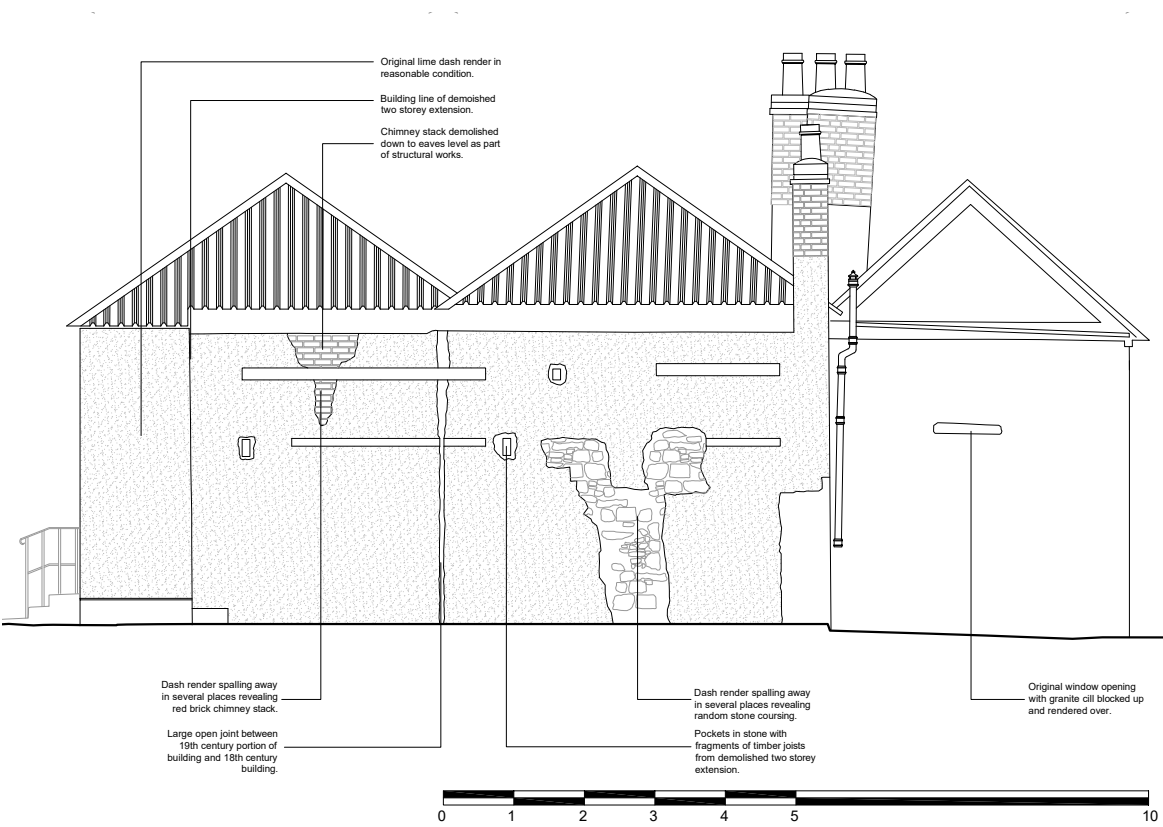 Original lime dash render in
reasonable condition.
Building line of demoished
two storey extension.
Chimney stack demolished
down to eaves level as part
of structural works.
Dash render spalling away
in several places revealing
red brick chimney stack.
Large open joint between
19th century portion of
building and 18th century
building.
Dash render spalling away
in several places revealing
random stone coursing.
Pockets in stone with
fragments of timber joists
from demolished two storey
extension.
Original window opening
with granite cill blocked up
and rendered over.
0 1 2 3 4 5 10